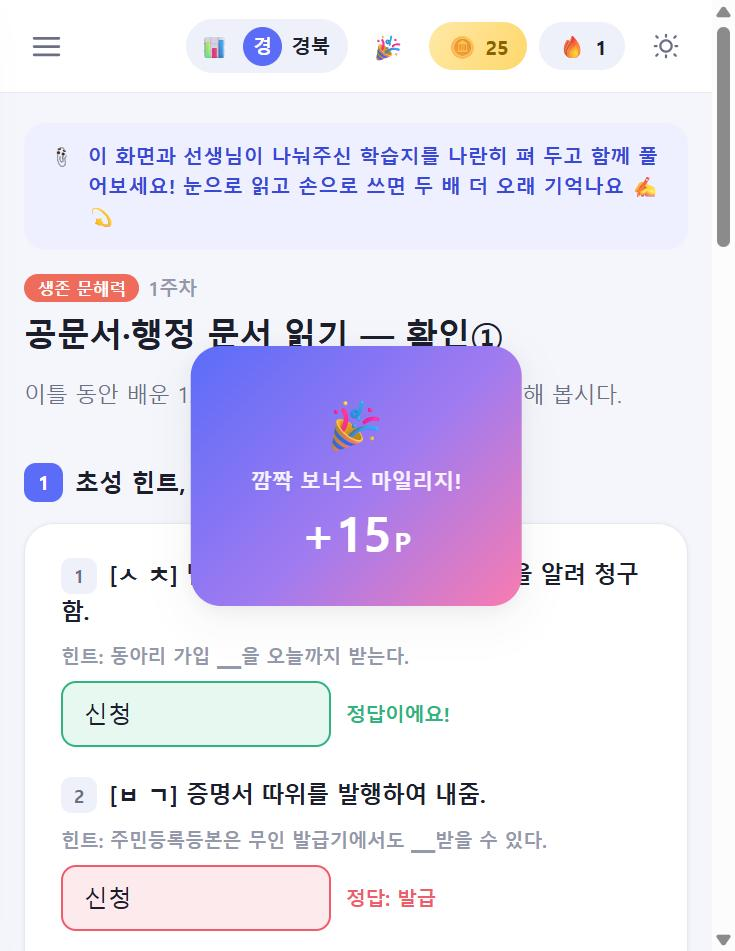 경 경북 25 1
이 화면과 선생님이 나눠주신 학습지를 나란히 펴 두고 함께 풀
어보세요! 눈으로 읽고 손으로 쓰면 두 배 더 오래 기억나요
생존 문해력 1주차
공문서·행정 문서 읽기 — 확인①
이틀 동안 배운 해 봅시다.
1 초성 힌트,
깜짝 보너스 마일리지!
+15P
1 [ㅅ ㅊ] 알려 청구
함.
힌트: 동아리 가입 __을 오늘까지 받는다.
신청 정답이에요!
2 [ㅂ ㄱ] 증명서 따위를 발행하여 내줌.
힌트: 주민등록등본은 무인 발급기에서도 __받을 수 있다.
신청 정답: 발급